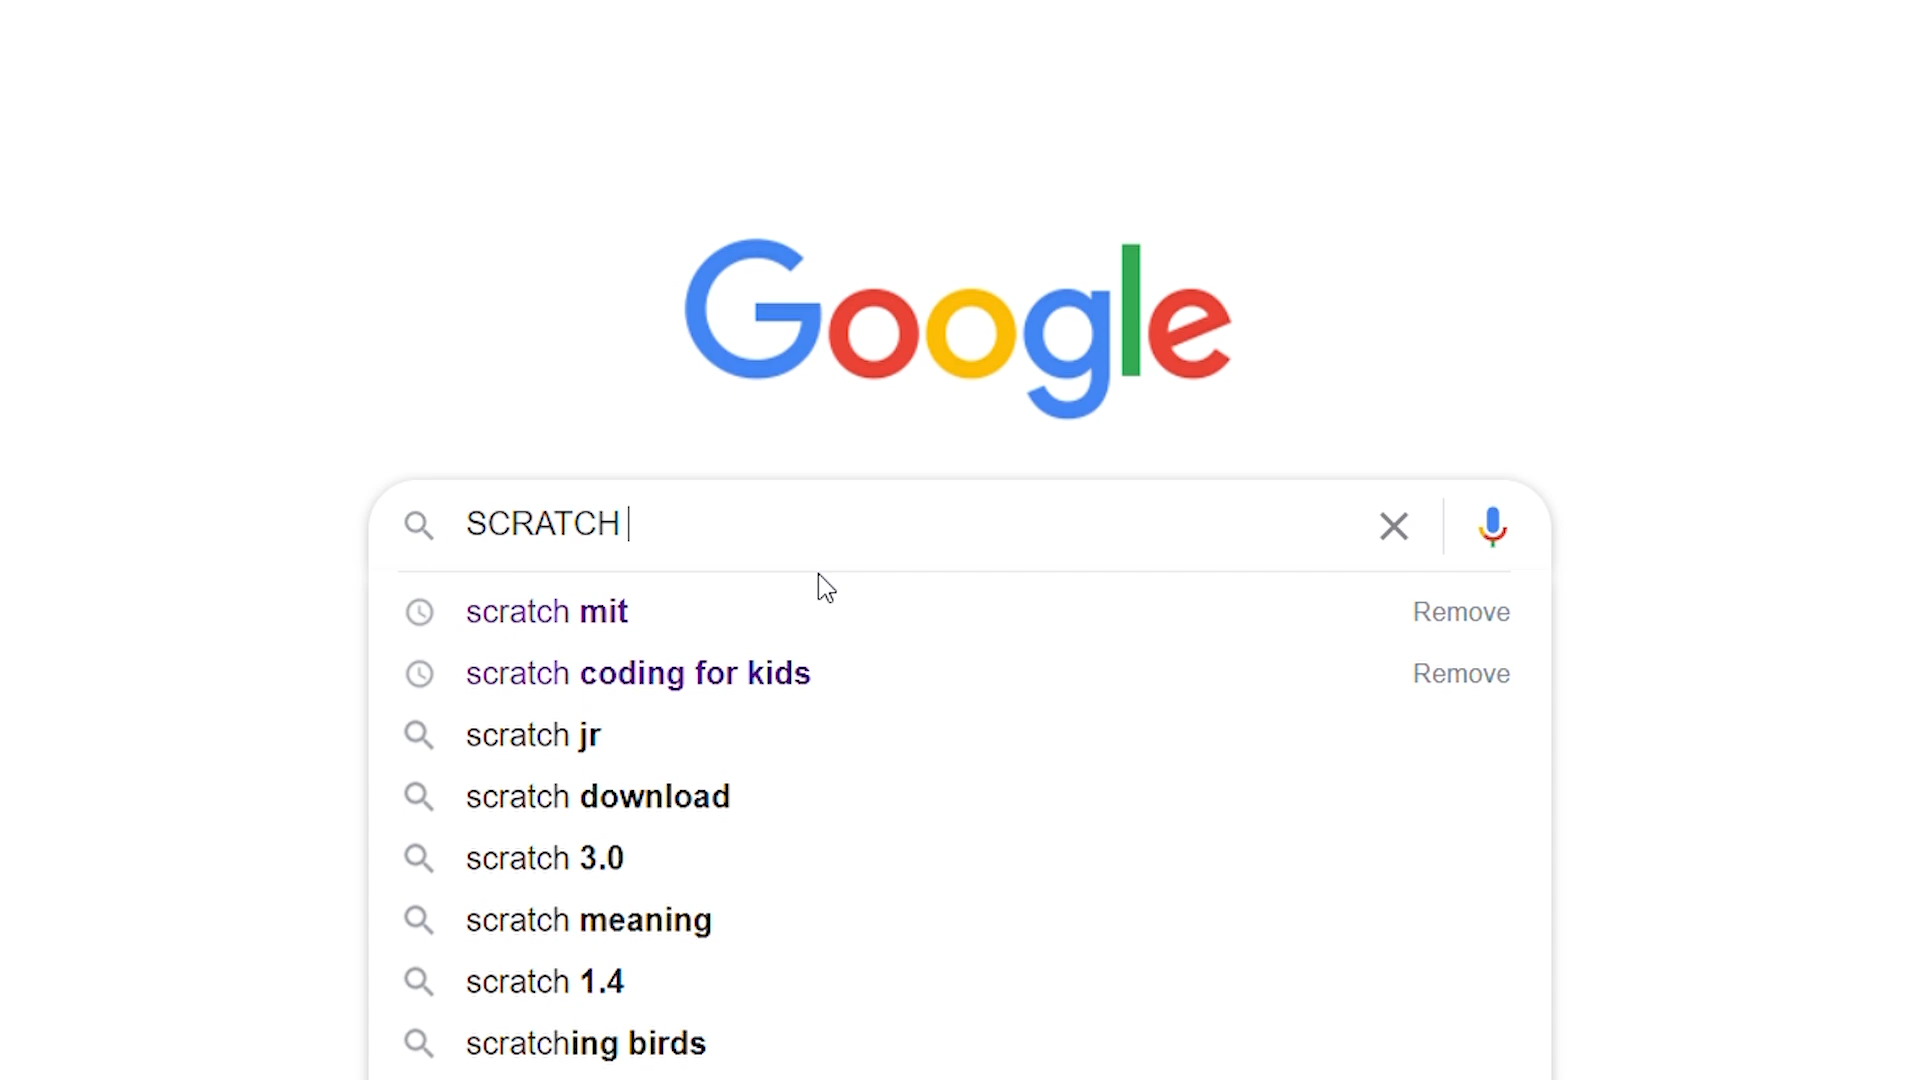 Google
SCRATCH
scratch mit Remove
scratch coding for kids Remove
scratch jr
scratch download
scratch 3.0
scratch meaning
scratch 1.4
scratching birds